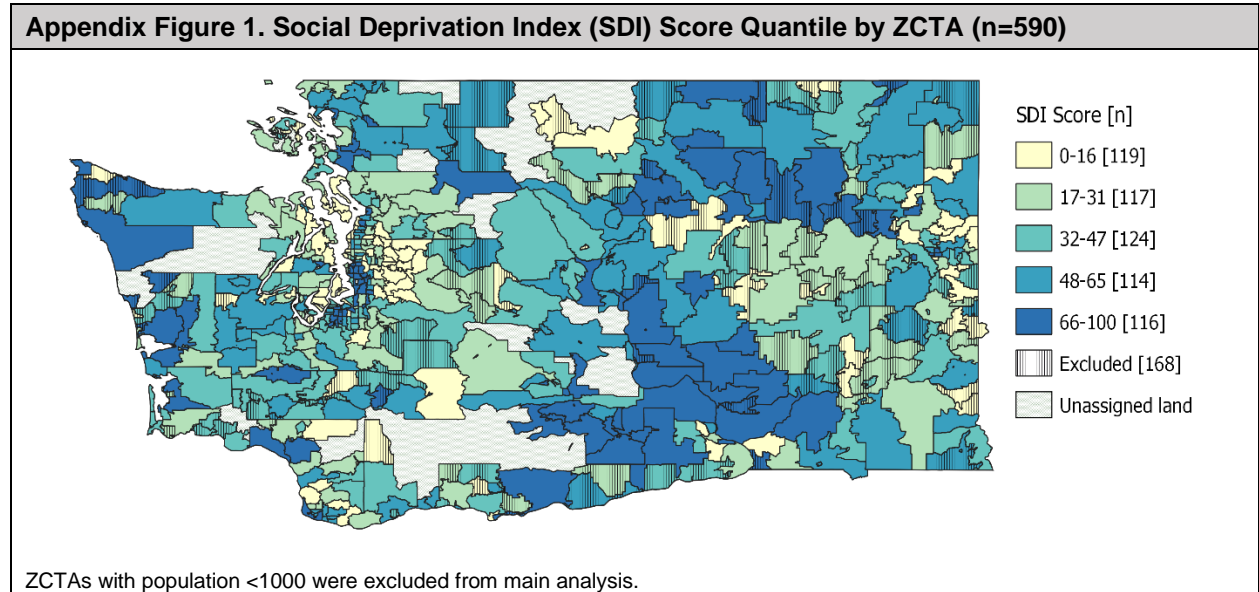 Appendix Figure 1. Social Deprivation Index (SDI) Score Quantile by ZCTA (n=590)
SDI Score [n]
0-16 [119]
17-31 [117]
32-47 [124]
48-65 [114]
66-100 [116]
Excluded [168]
Unassigned land
ZCTAs with population <1000 were excluded from main analysis.